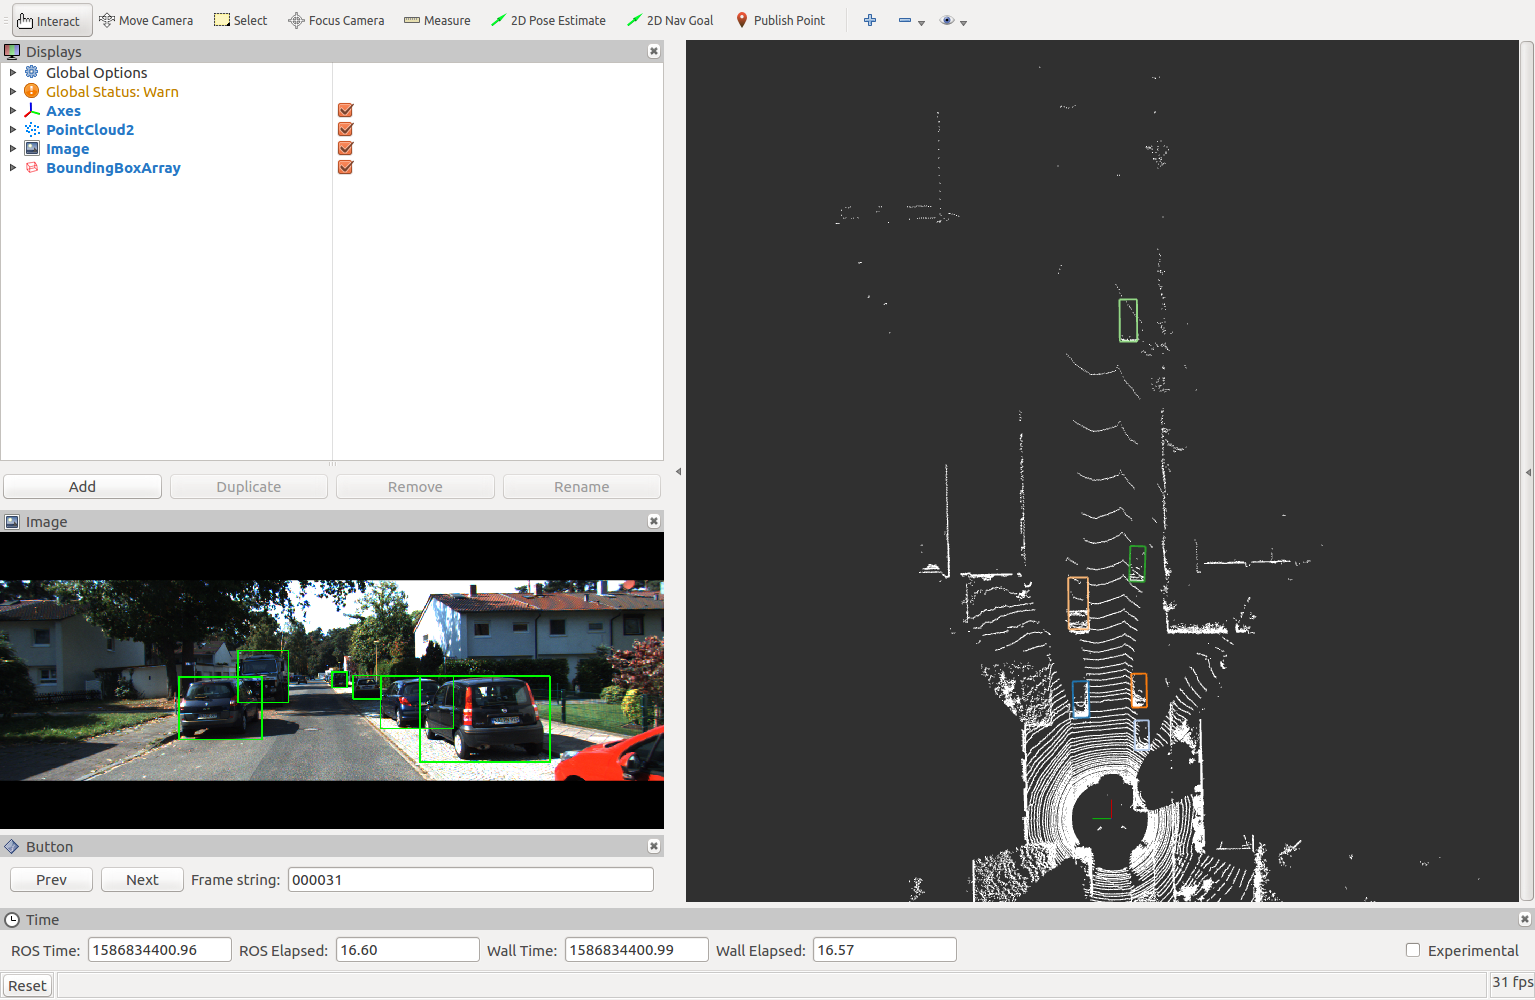 Interact Move Camera Select Focus Camera Measure 2D Pose Estimate 2D Nav Goal Publish Point
Displays
Global Options
Global Status: Warn
Axes
PointCloud2
Image
BoundingBoxArray
Add Duplicate Remove Rename
Image
Button
Prev Next Frame string: 000031
Time
ROS Time: 1586834400.96 ROS Elapsed: 16.60 Wall Time: 1586834400.99 Wall Elapsed: 16.57 Experimental
Reset 31 fps